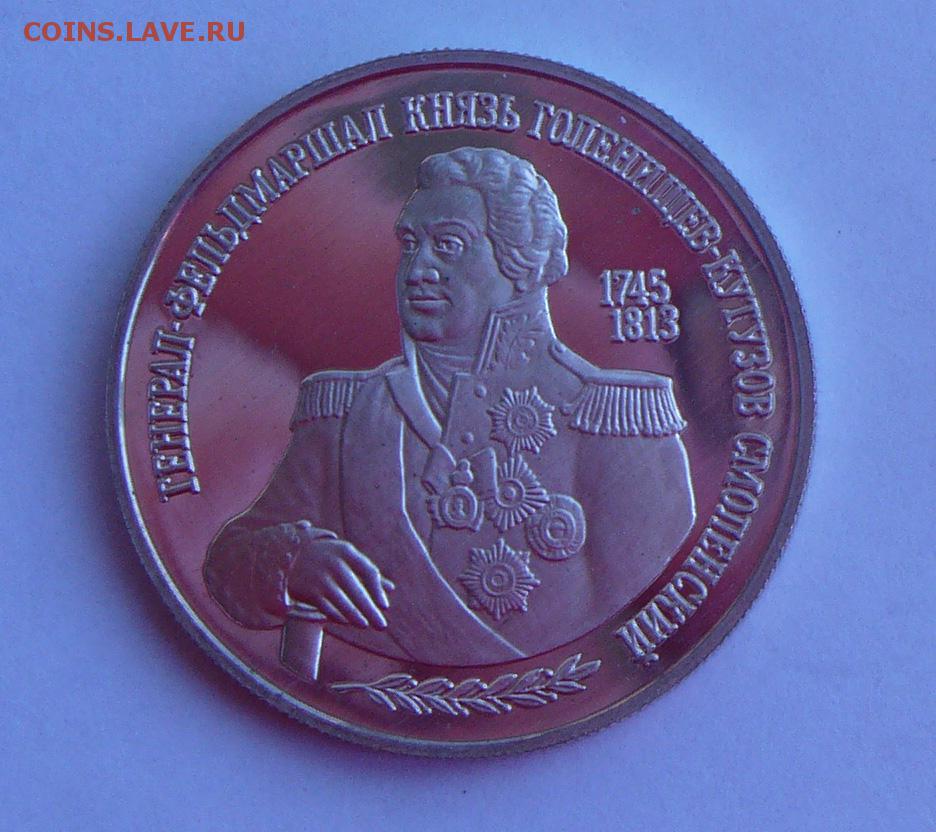 COINS.LAVE.RU
ГЕНЕРАЛ-ФЕЛЬДМАРШАЛ КНЯЗЬ ГОЛЕНИЩЕВ-КУТУЗОВ СМОЛЕНСКИЙ
1745
1813